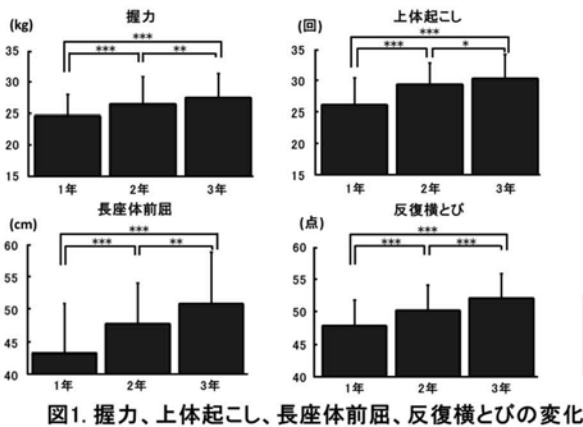 握力
(kg)
***
***
**
35
30
25
20
15
1年
2年
3年
上体起こし
(回)
***
***
*
35
30
25
20
15
1年
2年
3年
長座体前屈
(cm)
***
***
**
60
55
50
45
40
1年
2年
3年
反復横とび
(点)
***
***
***
60
55
50
45
40
1年
2年
3年
図1. 握力、上体起こし、長座体前屈、反復横とびの変化